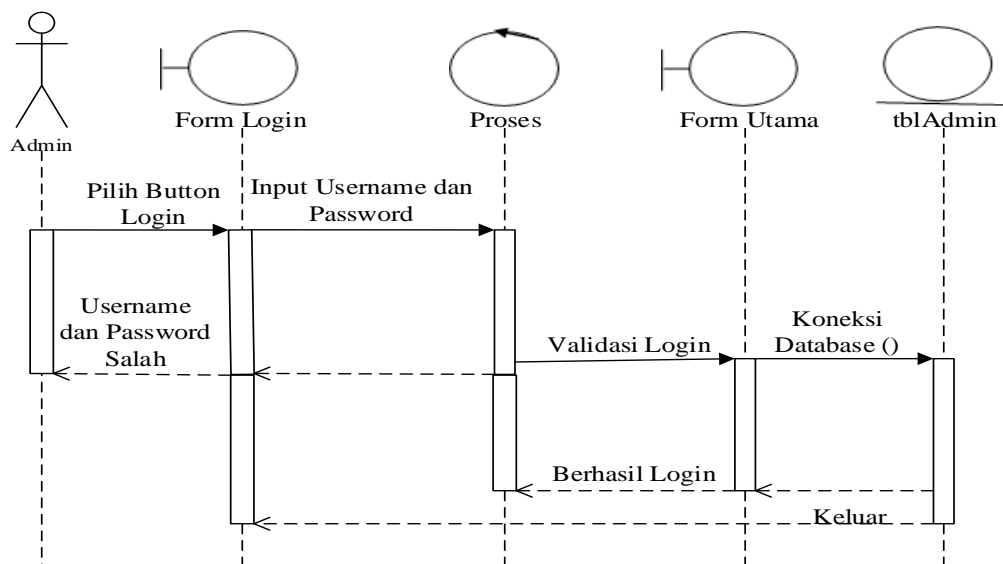 Admin
Form Login
Proses
Form Utama
tblAdmin
Pilih Button
Login
Input Username dan
Password
Username
dan Password
Salah
Validasi Login
Koneksi
Database ()
Berhasil Login
Keluar